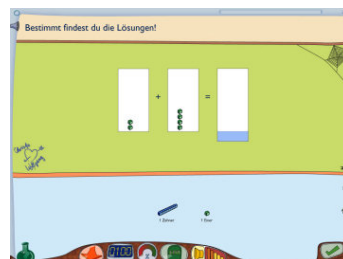 Bestimmt findest du die Lösungen!
+ =
1 Zehner 1 Einer